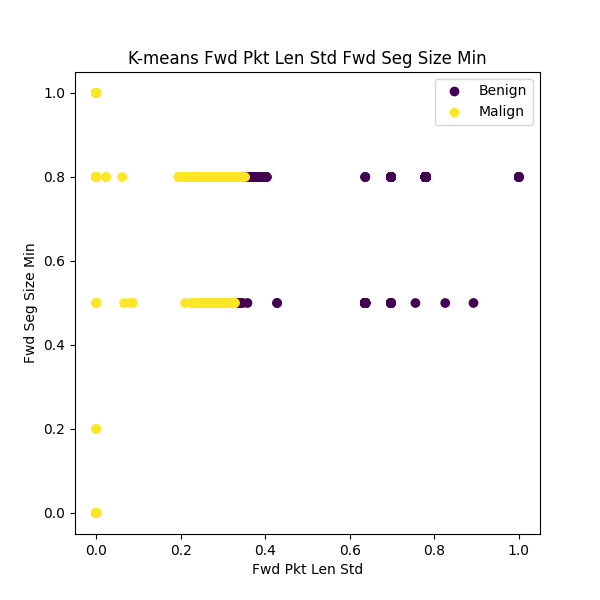 K-means Fwd Pkt Len Std Fwd Seg Size Min
Benign
Malign
1.0
0.8
0.6
0.4
0.2
0.0
Fwd Seg Size Min
0.0 0.2 0.4 0.6 0.8 1.0
Fwd Pkt Len Std